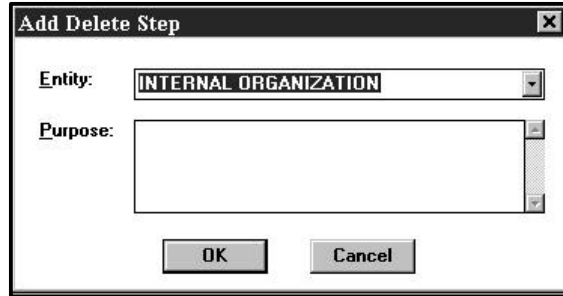 Add Delete Step
Entity: INTERNAL ORGANIZATION
Purpose:
OK Cancel